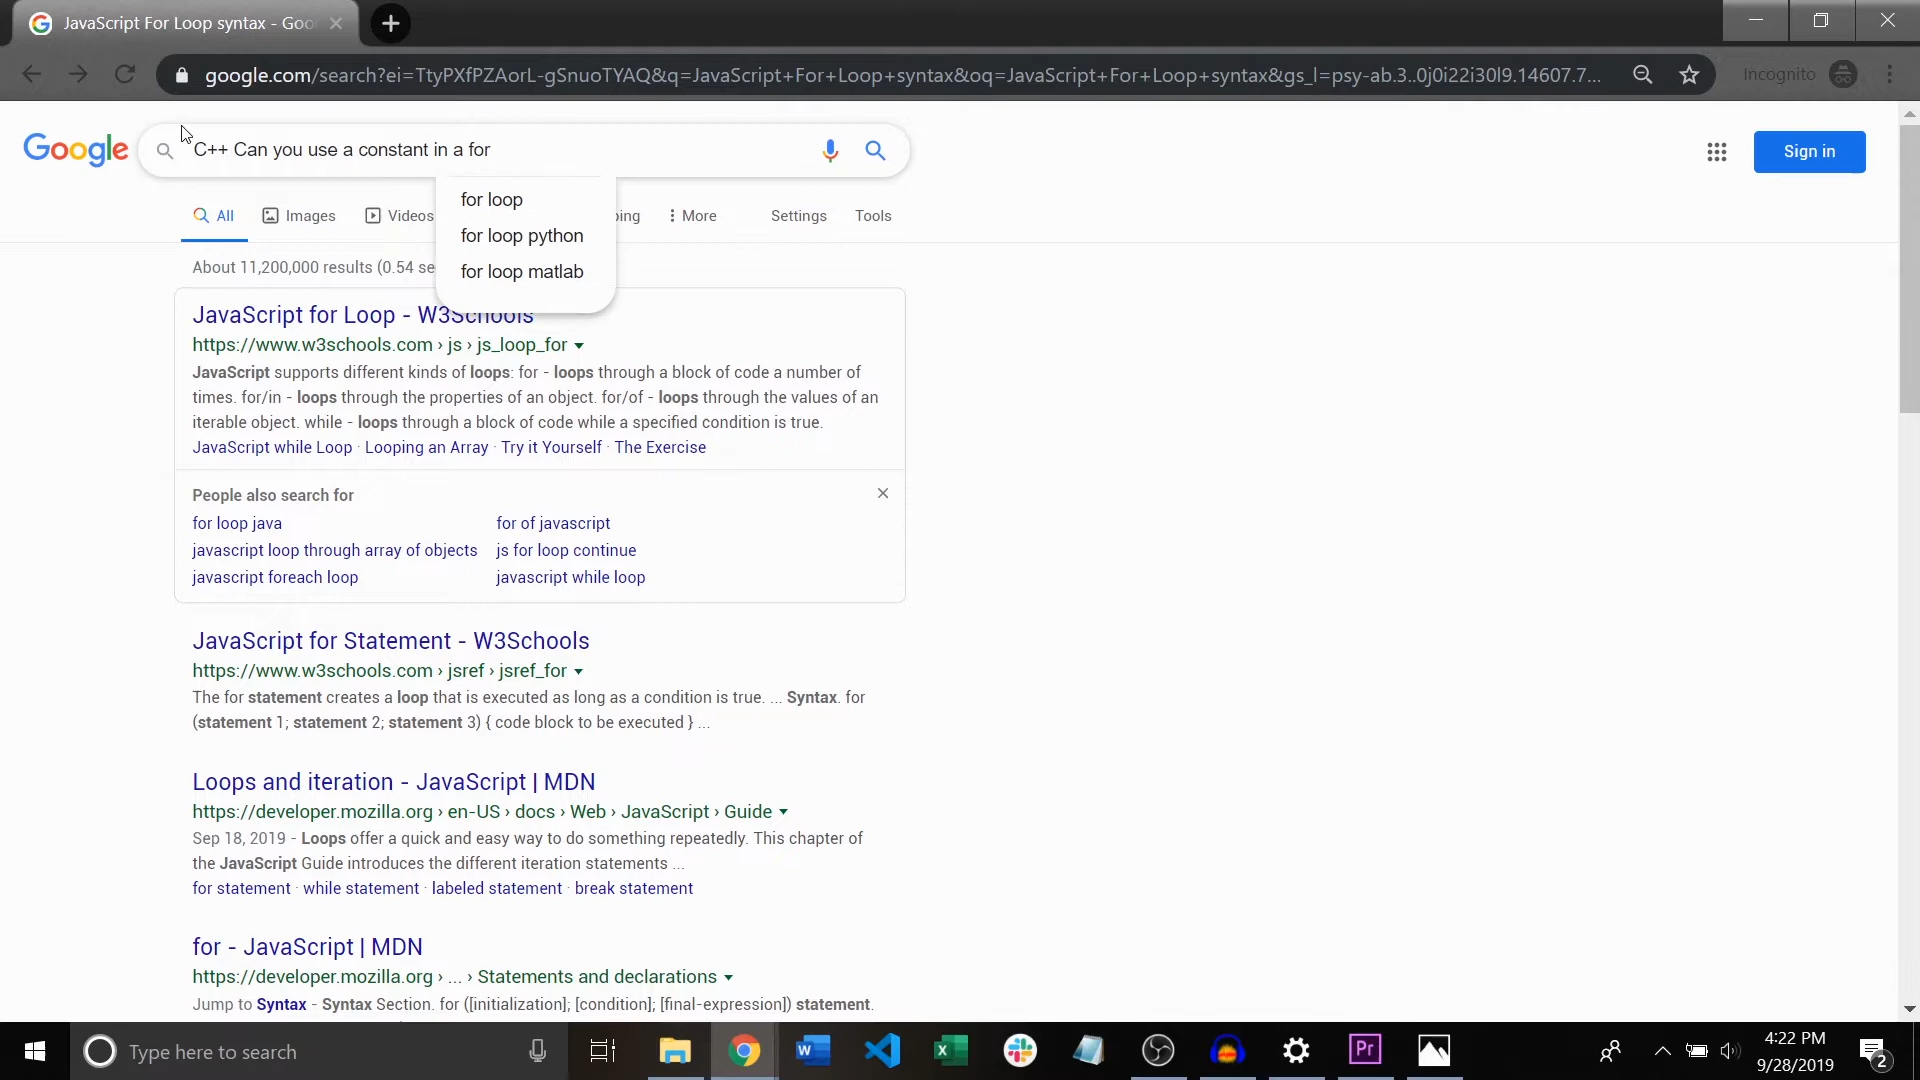 JavaScript For Loop syntax - Goo
google.com/search?ei=TtyPXfPZAorL-gSnuoTYAQ&q=JavaScript+For+Loop+syntax&oq=JavaScript+For+Loop+syntax&gs_l=psy-ab.3..0j0i22i30l9.14607.7...
Incognito
Google
C++ Can you use a constant in a for
Sign in
for loop
for loop python
for loop matlab
All
Images
Videos
ping
More
Settings
Tools
About 11,200,000 results (0.54 se
JavaScript for Loop - W3Schools
https://www.w3schools.com › js › js_loop_for
JavaScript supports different kinds of loops: for - loops through a block of code a number of
times. for/in - loops through the properties of an object. for/of - loops through the values of an
iterable object. while - loops through a block of code while a specified condition is true.
JavaScript while Loop · Looping an Array · Try it Yourself · The Exercise
People also search for
for loop java
for of javascript
javascript loop through array of objects
js for loop continue
javascript foreach loop
javascript while loop
JavaScript for Statement - W3Schools
https://www.w3schools.com › jsref › jsref_for
The for statement creates a loop that is executed as long as a condition is true. ... Syntax. for
(statement 1; statement 2; statement 3) { code block to be executed } ...
Loops and iteration - JavaScript | MDN
https://developer.mozilla.org › en-US › docs › Web › JavaScript › Guide
Sep 18, 2019 - Loops offer a quick and easy way to do something repeatedly. This chapter of
the JavaScript Guide introduces the different iteration statements ...
for statement · while statement · labeled statement · break statement
for - JavaScript | MDN
https://developer.mozilla.org › ... › Statements and declarations
Jump to Syntax - Syntax Section. for ([initialization]; [condition]; [final-expression]) statement.
Type here to search
Pr
4:22 PM
9/28/2019
2